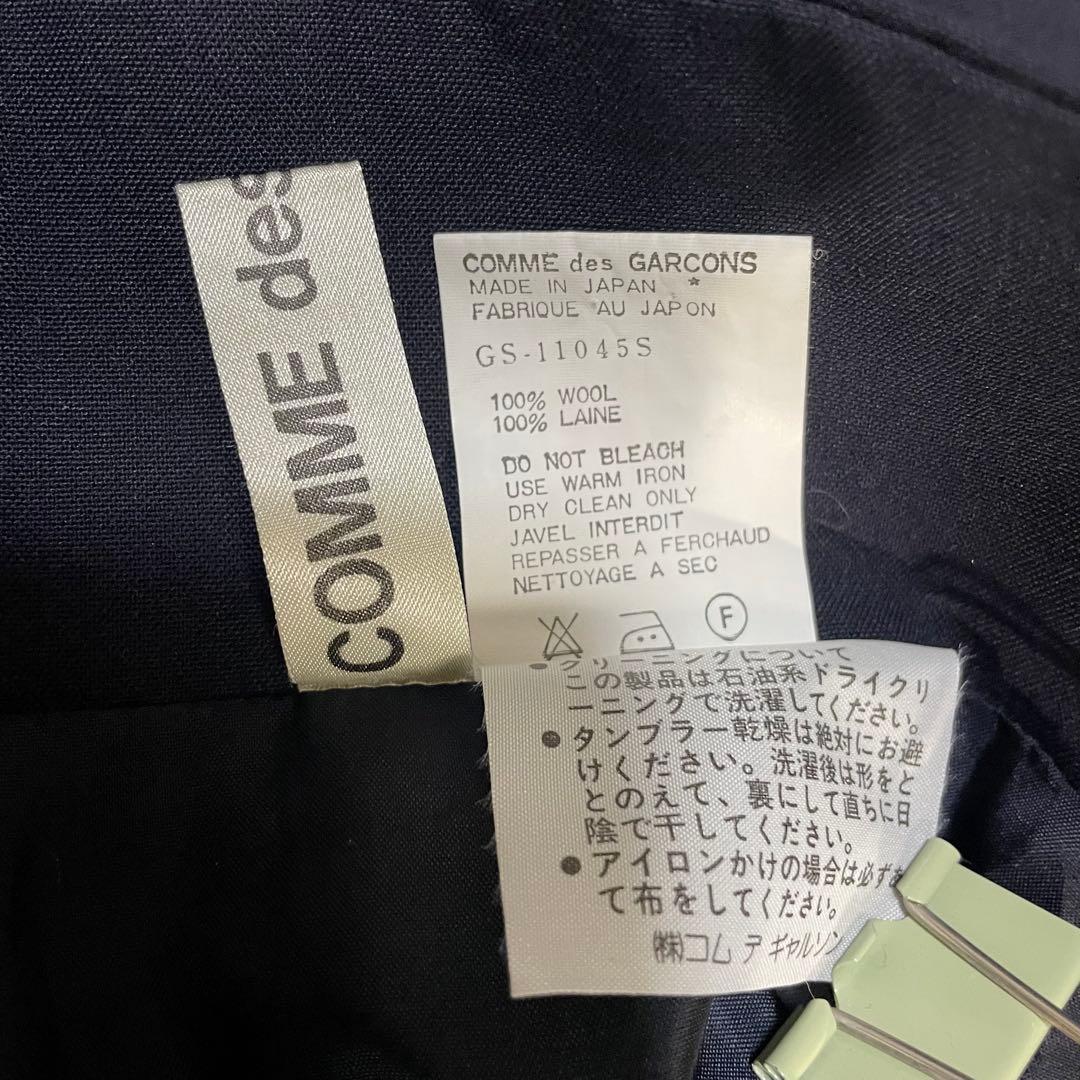 COMME des
COMME des GARCONS
MADE IN JAPAN *
FABRIQUE AU JAPON
GS-11045S
100% WOOL
100% LAINE
DO NOT BLEACH
USE WARM IRON
DRY CLEAN ONLY
JAVEL INTERDIT
REPASSER A FERCHAUD
NETTOYAGE A SEC
F
●クリーニングについて
この製品は石油系ドライクリ
ーニングで洗濯してください。
●タンブラー乾燥は絶対にお避
けください。洗濯後は形をと
とのえて、裏にして直ちに日
陰で干してください。
●アイロンかけの場合は必ずあ
て布をしてください。
㈱コム デ ギャルソン